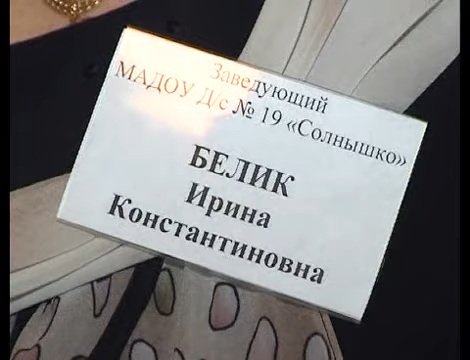 Заведующий
МАДОУ Д/с № 19 «Солнышко»
БЕЛИК
Ирина
Константиновна